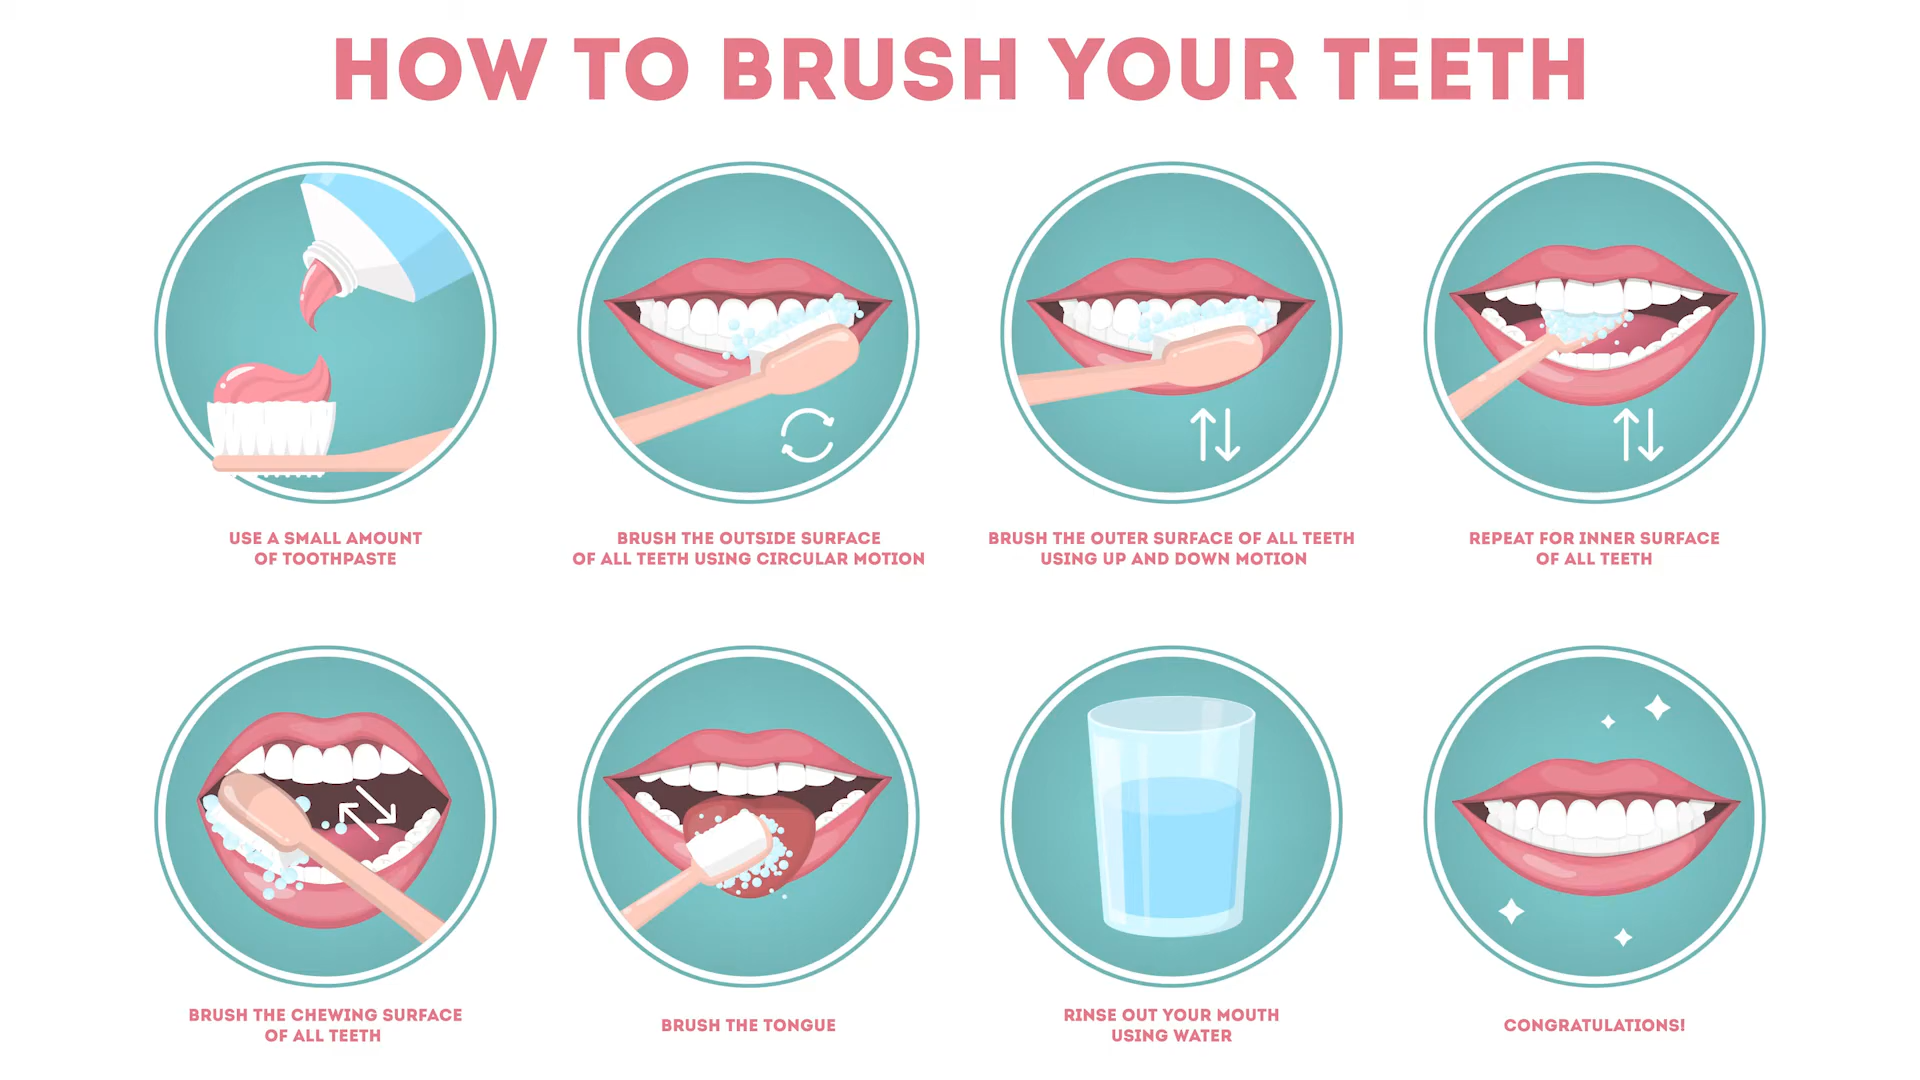 HOW TO BRUSH YOUR TEETH
USE A SMALL AMOUNT
OF TOOTHPASTE
BRUSH THE OUTSIDE SURFACE
OF ALL TEETH USING CIRCULAR MOTION
BRUSH THE OUTER SURFACE OF ALL TEETH
USING UP AND DOWN MOTION
REPEAT FOR INNER SURFACE
OF ALL TEETH
BRUSH THE CHEWING SURFACE
OF ALL TEETH
BRUSH THE TONGUE
RINSE OUT YOUR MOUTH
USING WATER
CONGRATULATIONS!